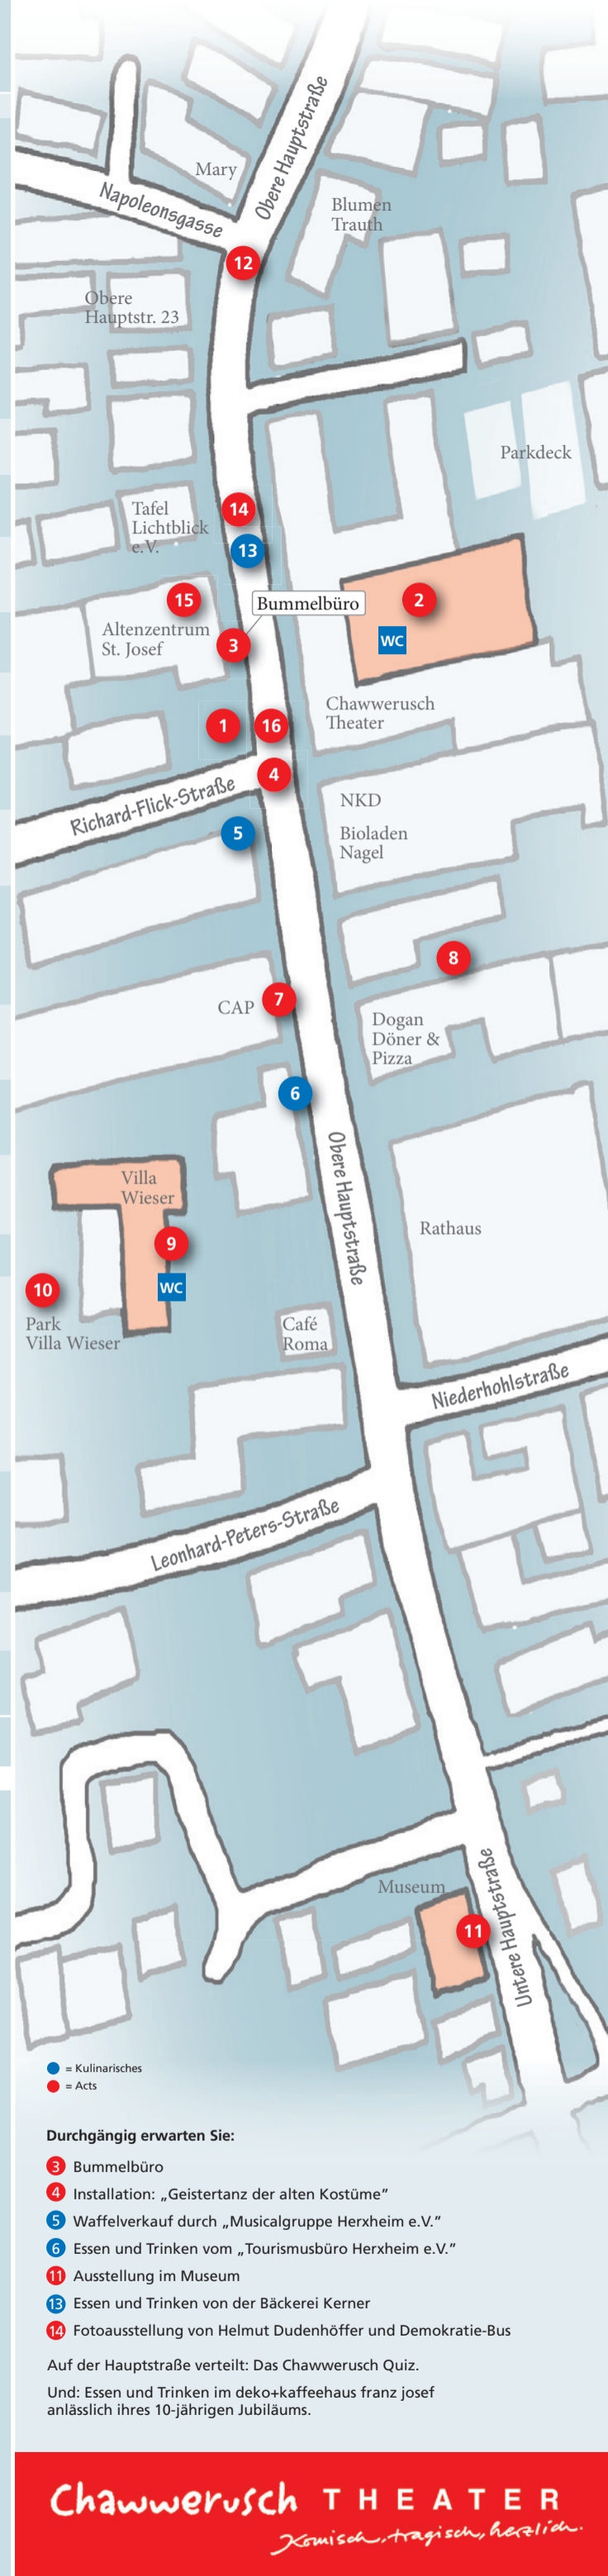 Obere Hauptstraße
Mary
Napoleonsgasse
Blumen
Trauth
12
Obere
Hauptstr. 23
Parkdeck
Tafel
Lichtblick
e.V.
14
13
15
Bummelbüro
2
WC
Altenzentrum
St. Josef
3
Chawwerusch
Theater
1
16
4
Richard-Flick-Straße
NKD
Bioladen
Nagel
5
8
CAP
7
Dogan
Döner &
Pizza
6
Obere Hauptstraße
Villa
Wieser
Rathaus
9
WC
10
Park
Villa Wieser
Café
Roma
Niederhohlstraße
Leonhard-Peters-Straße
Museum
11
Untere Hauptstraße
= Kulinarisches
= Acts
Durchgängig erwarten Sie:
3 Bummelbüro
4 Installation: „Geistertanz der alten Kostüme”
5 Waffelverkauf durch „Musicalgruppe Herxheim e.V.”
6 Essen und Trinken vom „Tourismusbüro Herxheim e.V.”
11 Ausstellung im Museum
13 Essen und Trinken von der Bäckerei Kerner
14 Fotoausstellung von Helmut Dudenhöffer und Demokratie-Bus
Auf der Hauptstraße verteilt: Das Chawwerusch Quiz.
Und: Essen und Trinken im deko+kaffeehaus franz josef
anlässlich ihres 10-jährigen Jubiläums.
Chawwerusch THEATER
Komisch, tragisch, herzlich.